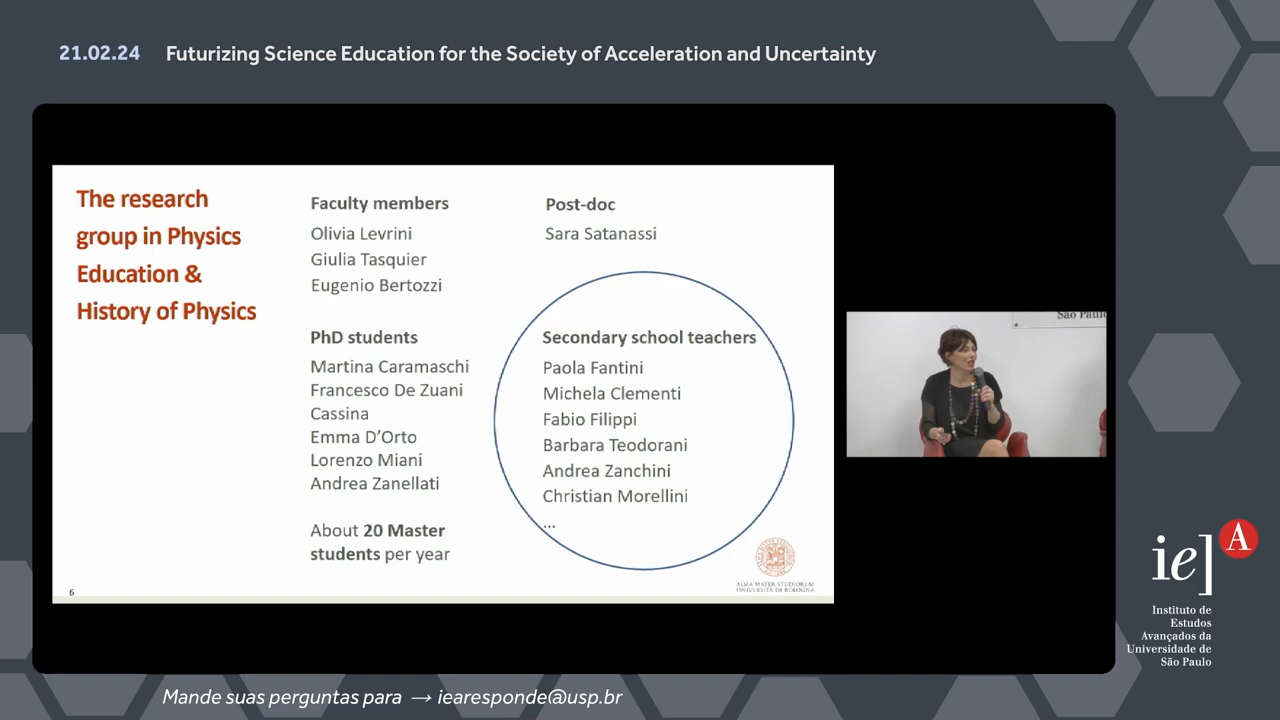 21.02.24 Futurizing Science Education for the Society of Acceleration and Uncertainty
The research
group in Physics
Education &
History of Physics
Faculty members
Olivia Levrini
Giulia Tasquier
Eugenio Bertozzi
Post-doc
Sara Satanassi
PhD students
Martina Caramaschi
Francesco De Zuani
Cassina
Emma D'Orto
Lorenzo Miani
Andrea Zanellati
About 20 Master
students per year
Secondary school teachers
Paola Fantini
Michela Clementi
Fabio Filippi
Barbara Teodorani
Andrea Zanchini
Christian Morellini
...
ALMA MATER STUDIORUM
UNIVERSITÀ DI BOLOGNA
6
São Paulo
ie] A
Instituto de
Estudos
Avançados da
Universidade de
São Paulo
Mande suas perguntas para → iearesponde@usp.br